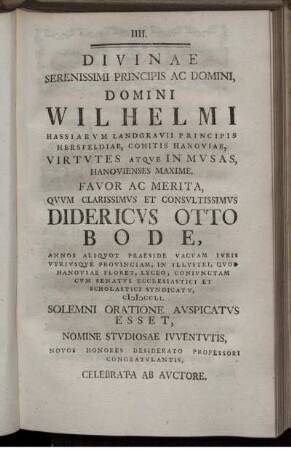 IIII.
DIVINAE
SERENISSIMI PRINCIPIS AC DOMINI,
DOMINI
WILHELMI
HASSIARVM LANDGRAVII PRINCIPIS
HERSFELDIAE, COMITIS HANOVIAE,
VIRTVTES ATQVE IN MVSAS,
HANOVIENSES MAXIME,
FAVOR AC MERITA,
QVVM CLARISSIMVS ET CONSVLTISSIMVS
DIDERICVS OTTO
BODE,
ANNOS ALIQVOT PRAESIDE VACVAM IVRIS
VTRIVSQVE PROVINCIAM, IN ILLVSTRI, QVOD
HANOVIAE FLORET, LYCEO, CONIVNCTAM
CVM SENATVS ECCLESIASTICI ET
SCHOLASTICI SYNDICATV,
CIƆIƆCCLI.
SOLEMNI ORATIONE AVSPICATVS
ESSET,
NOMINE STVDIOSAE IVVENTVTIS,
NOVOS HONORES DESIDERATO PROFESSORI
CONGRATVLANTIS,
CELEBRATA AB AVCTORE.